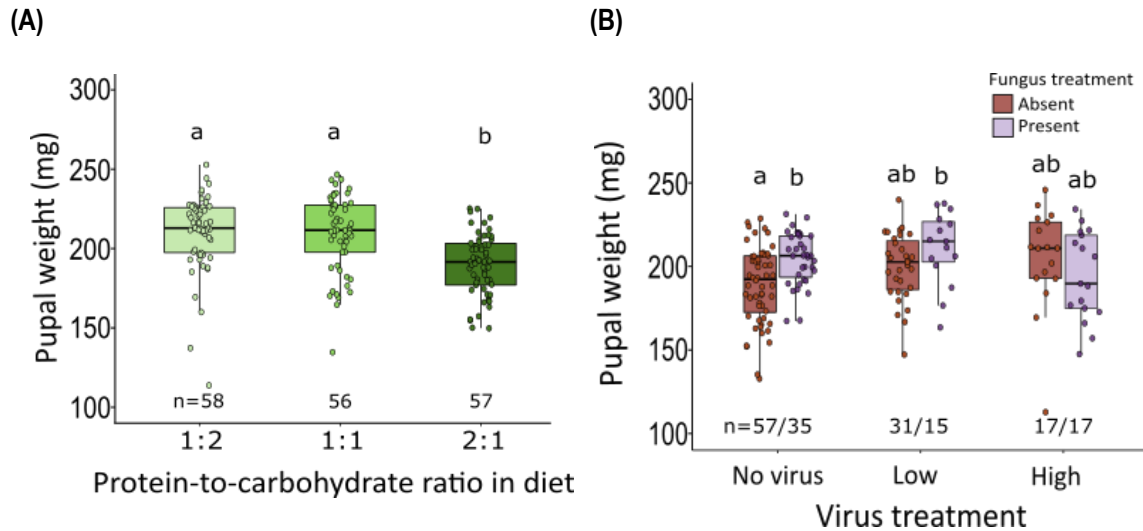 (A)
Pupal weight (mg)
300
250
200
150
100
a
a
b
n=58
56
57
1:2
1:1
2:1
Protein-to-carbohydrate ratio in diet
(B)
Pupal weight (mg)
300
250
200
150
100
Fungus treatment
Absent
Present
a
b
ab
b
ab
ab
n=57/35
31/15
17/17
No virus
Low
High
Virus treatment